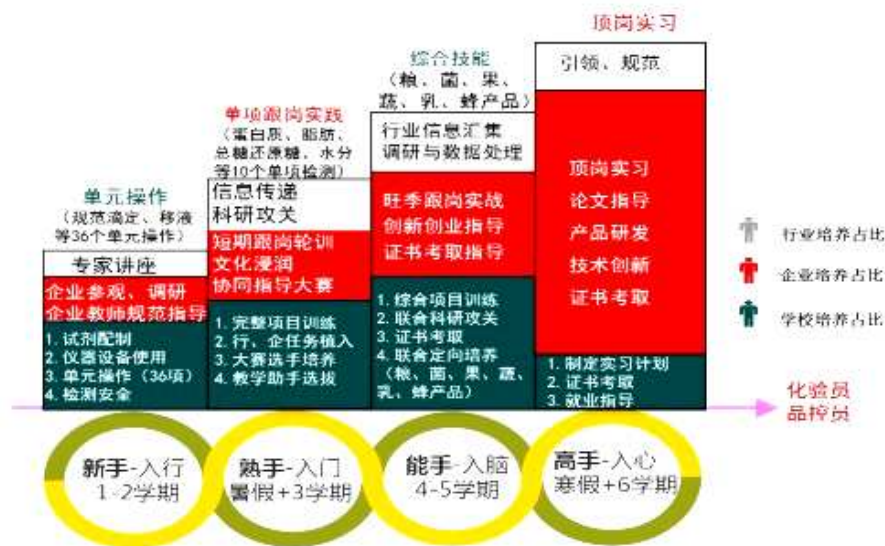 单元操作
（规范滴定、移液
等36个单元操作）
专家讲座
企业参观、调研
企业教师规范指导
1. 试剂配制
2. 仪器设备使用
3. 单元操作（36项）
4. 检测安全
新手-入行
1-2学期
单项跟岗实践
（蛋白质、脂肪、
总糖还原糖、水分
等10个单项检测）
信息传递
科研攻关
短期跟岗轮训
文化浸润
协同指导大赛
1. 完整项目训练
2. 行、企任务植入
3. 大赛选手培养
4. 教学助手选拔
熟手-入门
暑假+3学期
综合技能
（粮、菌、果、
蔬、乳、蜂产品）
行业信息汇集
调研与数据处理
旺季跟岗实战
创新创业指导
证书考取指导
1. 综合项目训练
2. 联合科研攻关
3. 证书考取
4. 联合定向培养
（粮、菌、果、蔬、
乳、蜂产品）
能手-入脑
4-5学期
顶岗实习
引领、规范
顶岗实习
论文指导
产品研发
技术创新
证书考取
1. 制定实习计划
2. 证书考取
3. 就业指导
高手-入心
寒假+6学期
行业培养占比
企业培养占比
学校培养占比
化验员
品控员